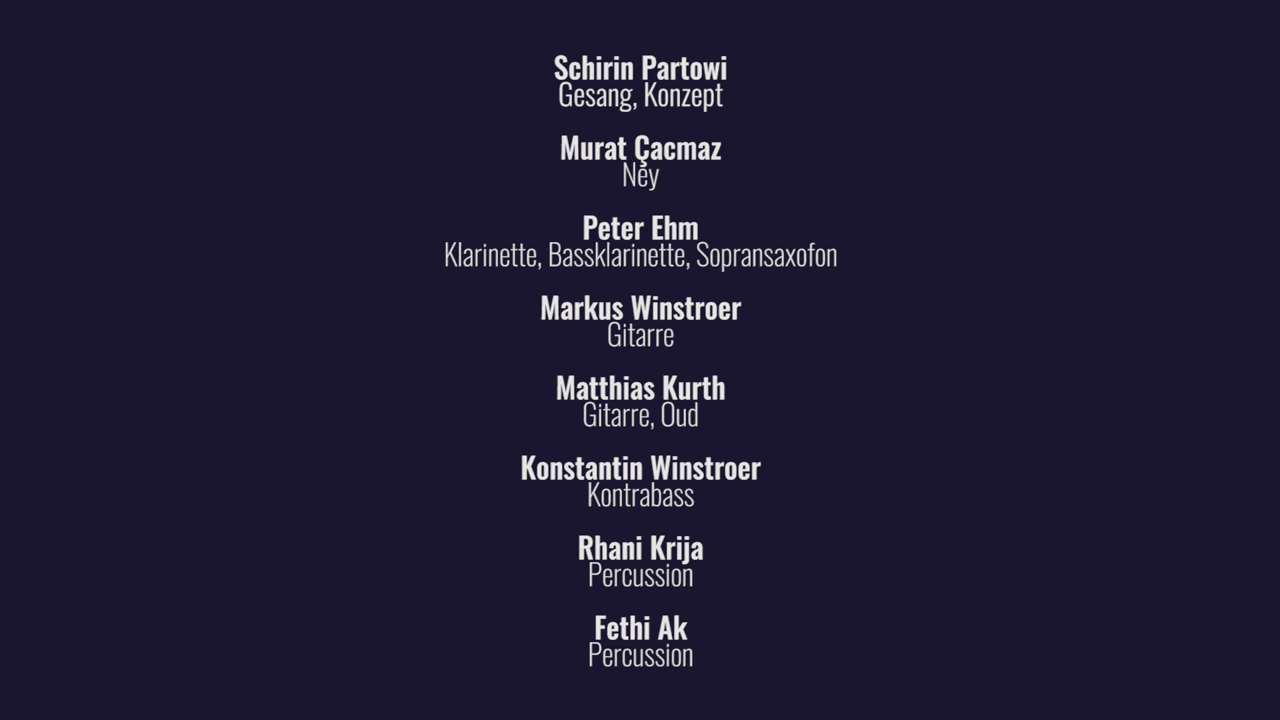 Schirin Partowi
Gesang, Konzept
Murat Çacmaz
Ney
Peter Ehm
Klarinette, Bassklarinette, Sopransaxofon
Markus Winstroer
Gitarre
Matthias Kurth
Gitarre, Oud
Konstantin Winstroer
Kontrabass
Rhani Krija
Percussion
Fethi Ak
Percussion